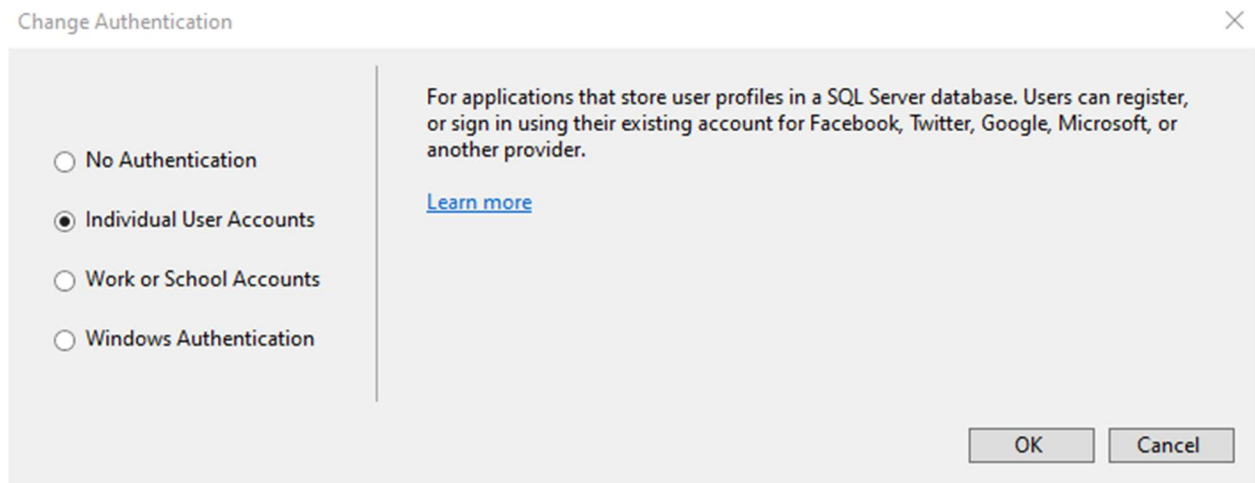 Change Authentication
No Authentication
Individual User Accounts
Work or School Accounts
Windows Authentication
For applications that store user profiles in a SQL Server database. Users can register,
or sign in using their existing account for Facebook, Twitter, Google, Microsoft, or
another provider.
Learn more
OK
Cancel